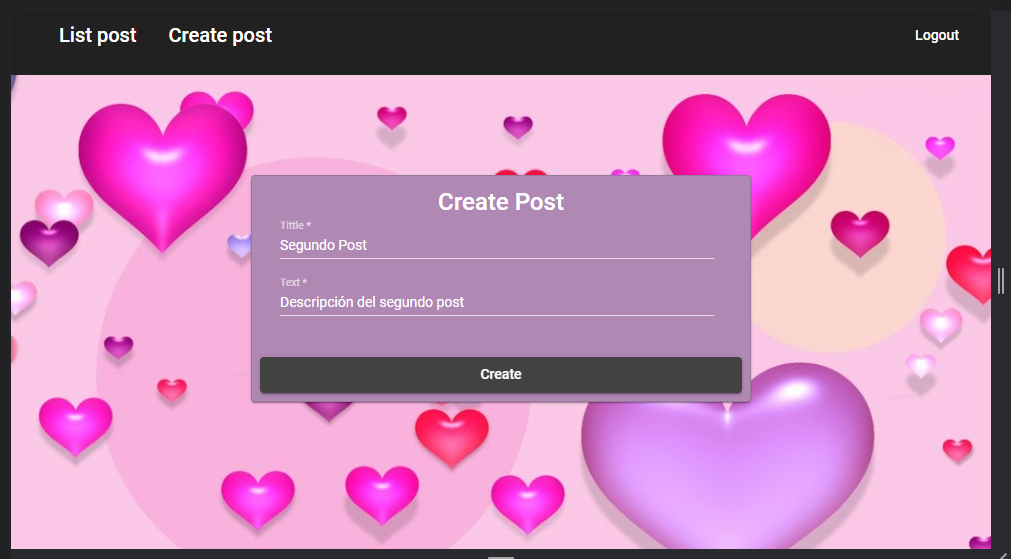 List post Create post Logout
Create Post
Tittle *
Segundo Post
Text *
Descripción del segundo post
Create